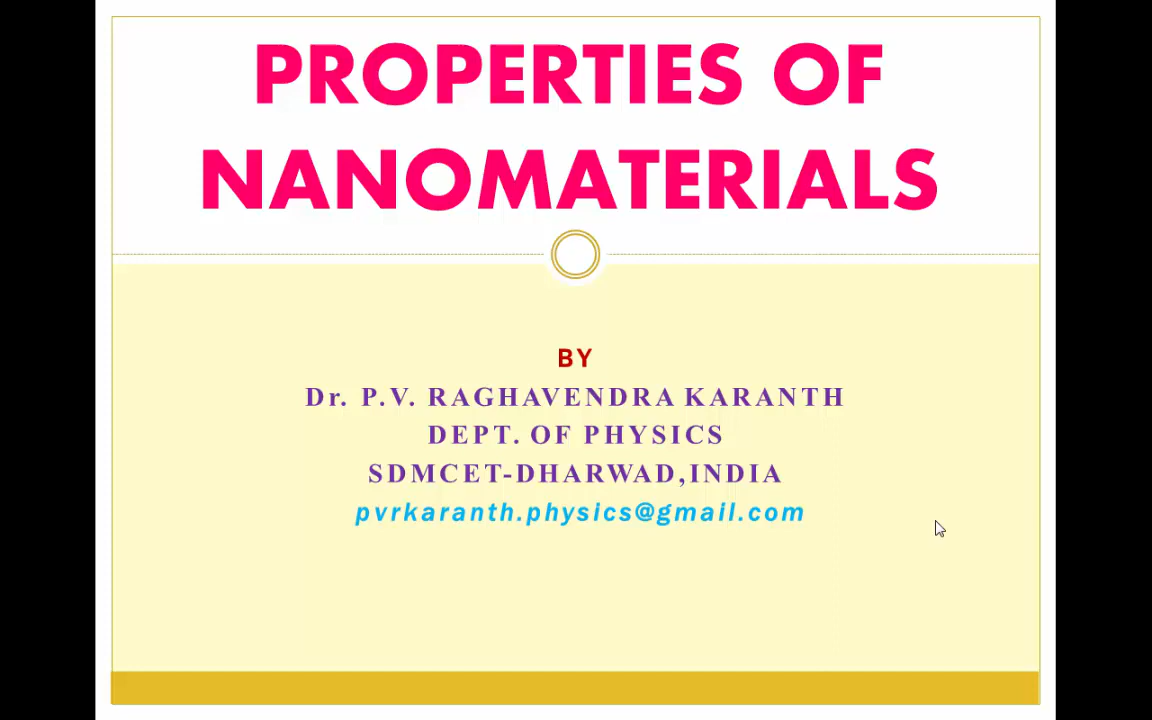 PROPERTIES OF
NANOMATERIALS
BY
Dr. P.V. RAGHAVENDRA KARANTH
DEPT. OF PHYSICS
SDMCET-DHARWAD,INDIA
pvrkaranth.physics@gmail.com